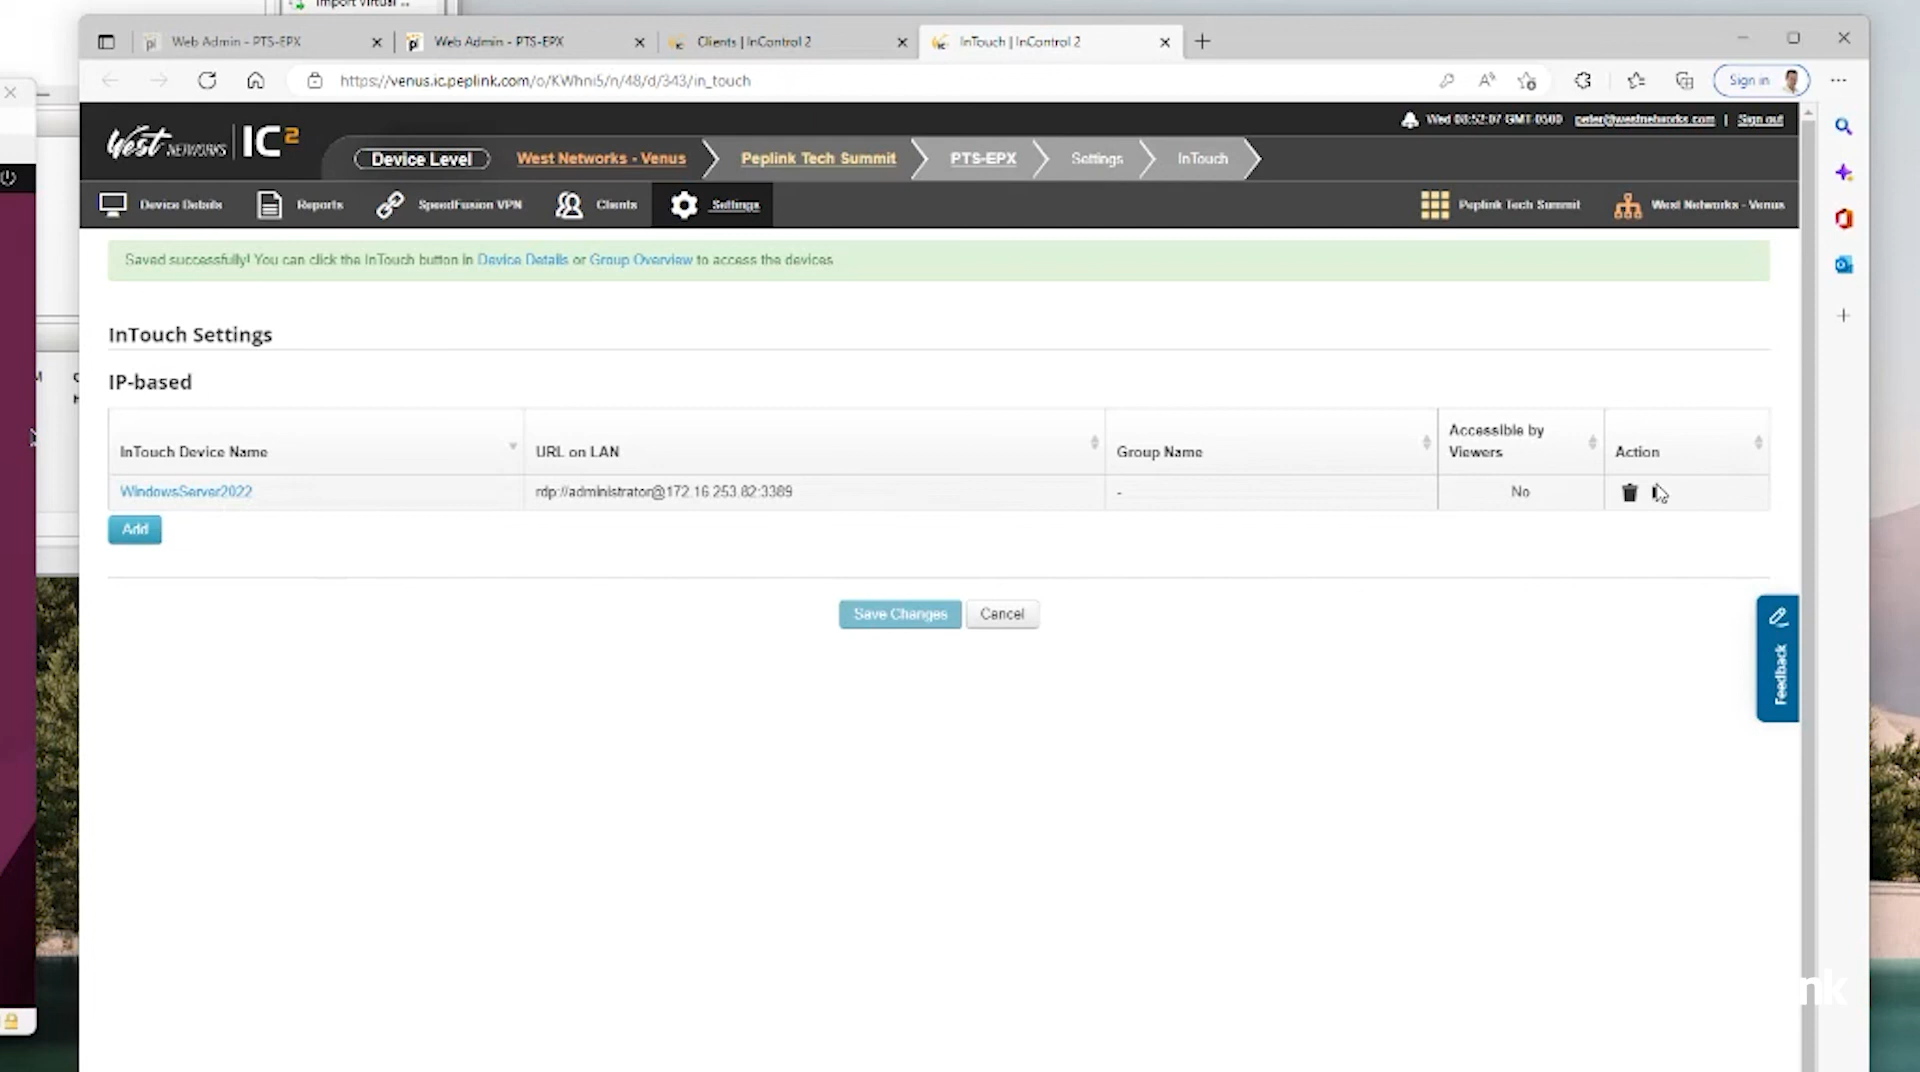 Import Virtual ..
Web Admin - PTS-EPX
Web Admin - PTS-EPX
Clients | InControl 2
InTouch | InControl 2
https://venus.ic.peplink.com/o/KWhni5/n/48/d/343/in_touch
Sign in
West NETWORKS IC2
Wed 08:52:07 GMT-0500 peter@westnetworks.com | Sign out
Device Level West Networks - Venus Peplink Tech Summit PTS-EPX Settings InTouch
Device Details Reports SpeedFusion VPN Clients Settings Peplink Tech Summit West Networks - Venus
Saved successfully! You can click the InTouch button in Device Details or Group Overview to access the devices
InTouch Settings
IP-based
InTouch Device Name URL on LAN Group Name Accessible by Viewers Action
WindowsServer2022 rdp://administrator@172.16.253.82:3389 - No
Add
Save Changes Cancel
Feedback
nk